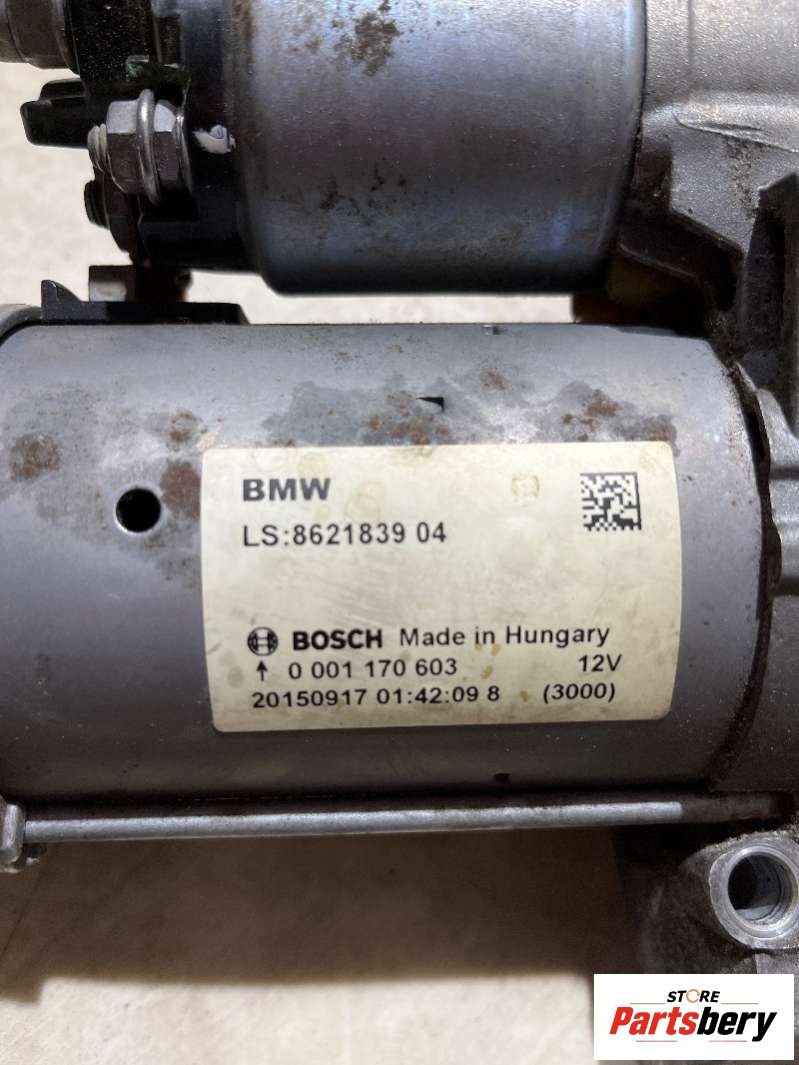 BMW
LS:8621839 04
BOSCH Made in Hungary
0 001 170 603 12V
20150917 01:42:09 8 (3000)
STORE
Partsbery